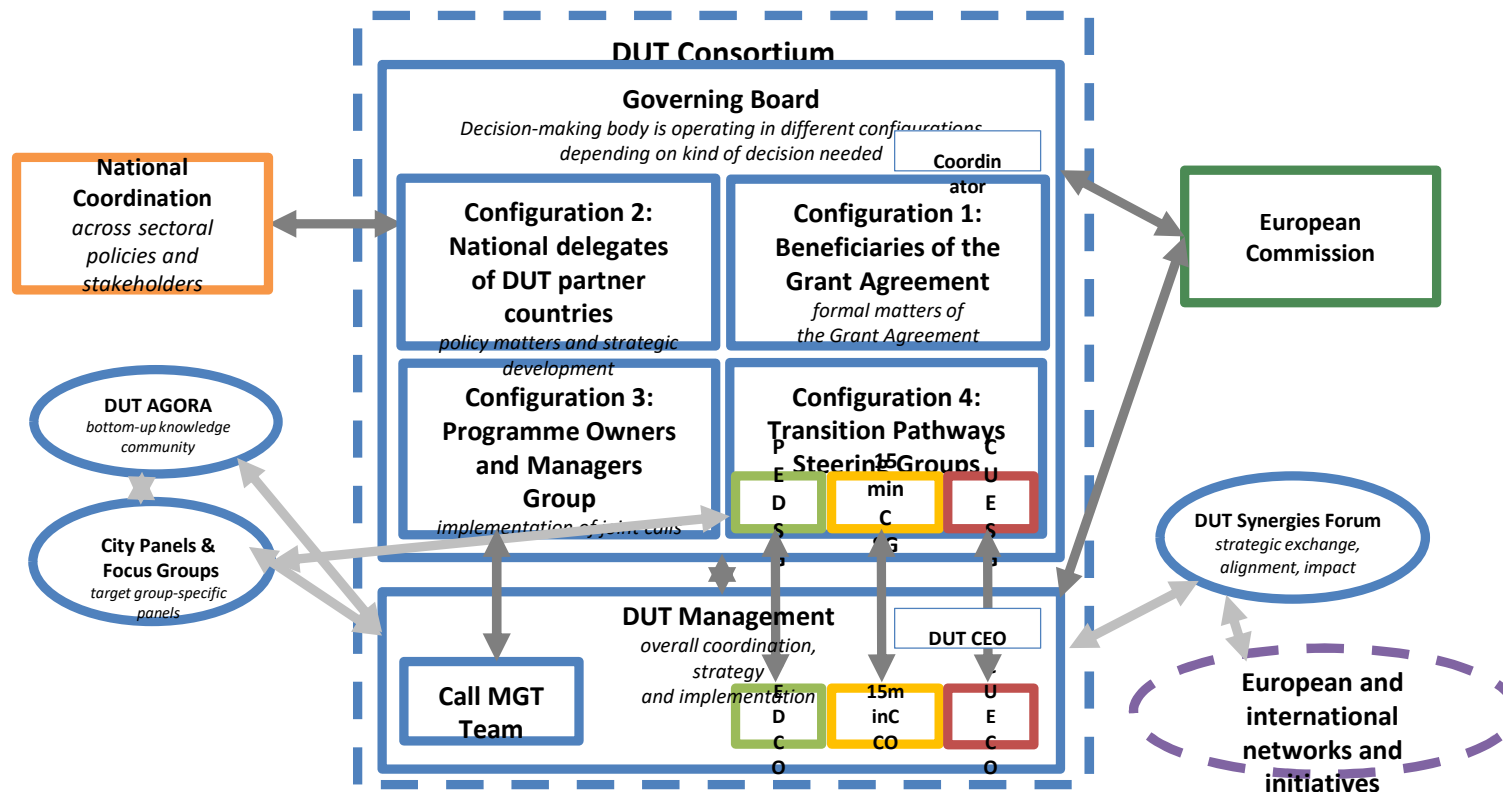 DUT Consortium
Governing Board
Decision-making body is operating in different configurations
depending on kind of decision needed
Coordin
ator
National
Coordination
across sectoral
policies and
stakeholders
Configuration 2:
National delegates
of DUT partner
countries
policy matters and strategic
development
Configuration 1:
Beneficiaries of the
Grant Agreement
formal matters of
the Grant Agreement
European
Commission
DUT AGORA
bottom-up knowledge
community
Configuration 3:
Programme Owners
and Managers
Group
implementation of joint calls
Configuration 4:
Transition Pathways
Steering Groups
P
E
D
S
G
15
min
C
SG
C
U
E
S
G
City Panels &
Focus Groups
target group-specific
panels
DUT Synergies Forum
strategic exchange,
alignment, impact
DUT Management
overall coordination,
strategy
and implementation
DUT CEO
Call MGT
Team
E
D
C
O
15m
inC
CO
U
E
C
O
European and
international
networks and
initiatives